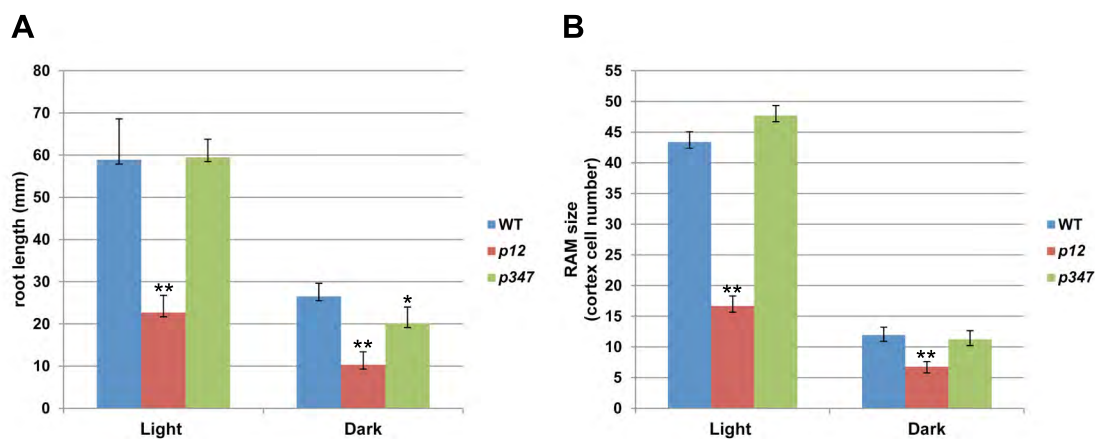 A
80
70
60
50
40
30
20
10
0
root length (mm)
**
**
*
Light
Dark
WT
p12
p347
B
55
50
45
40
35
30
25
20
15
10
5
0
RAM size
(cortex cell number)
**
**
Light
Dark
WT
p12
p347